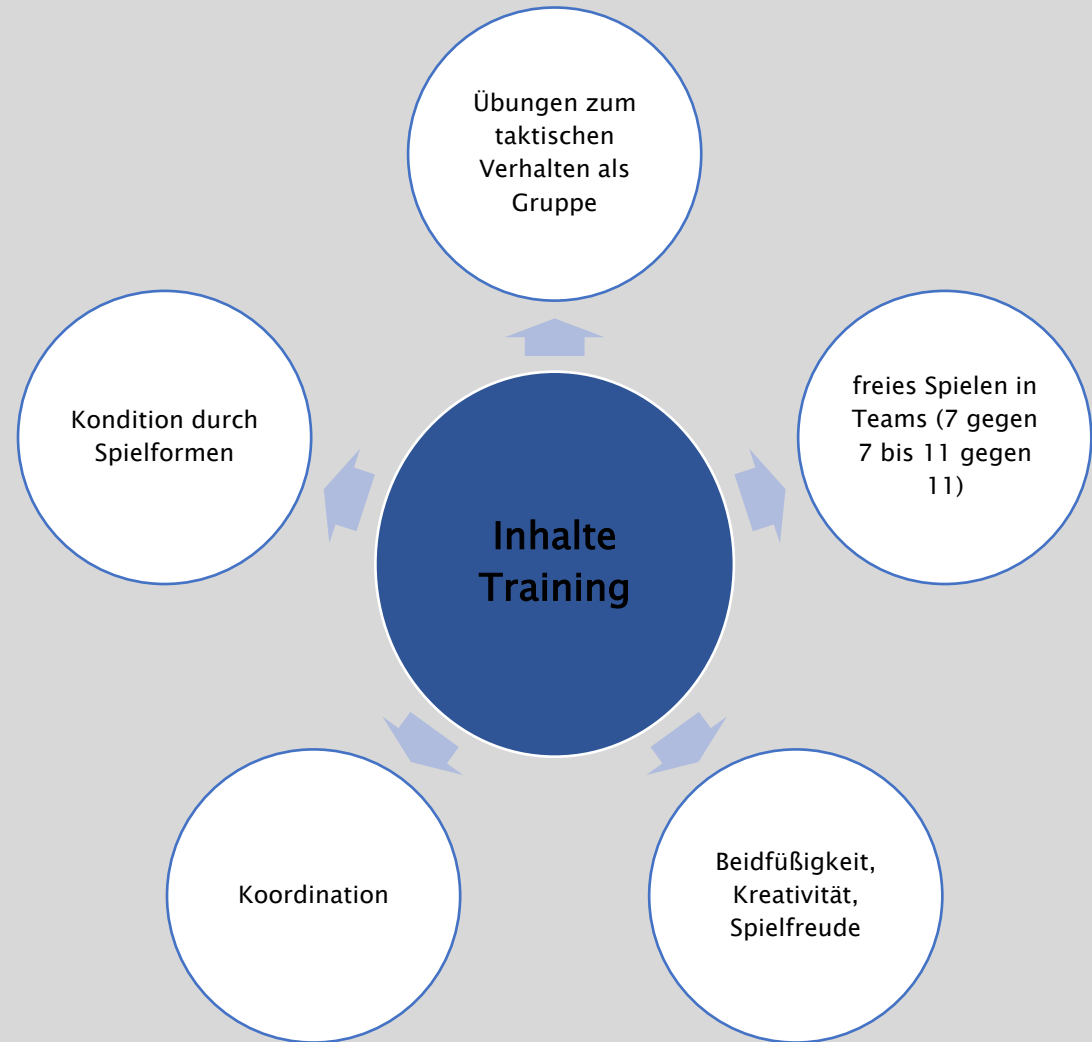 Übungen zum
taktischen
Verhalten als
Gruppe
freies Spielen in
Teams (7 gegen
7 bis 11 gegen
11)
Beidfüßigkeit,
Kreativität,
Spielfreude
Koordination
Kondition durch
Spielformen
Inhalte
Training